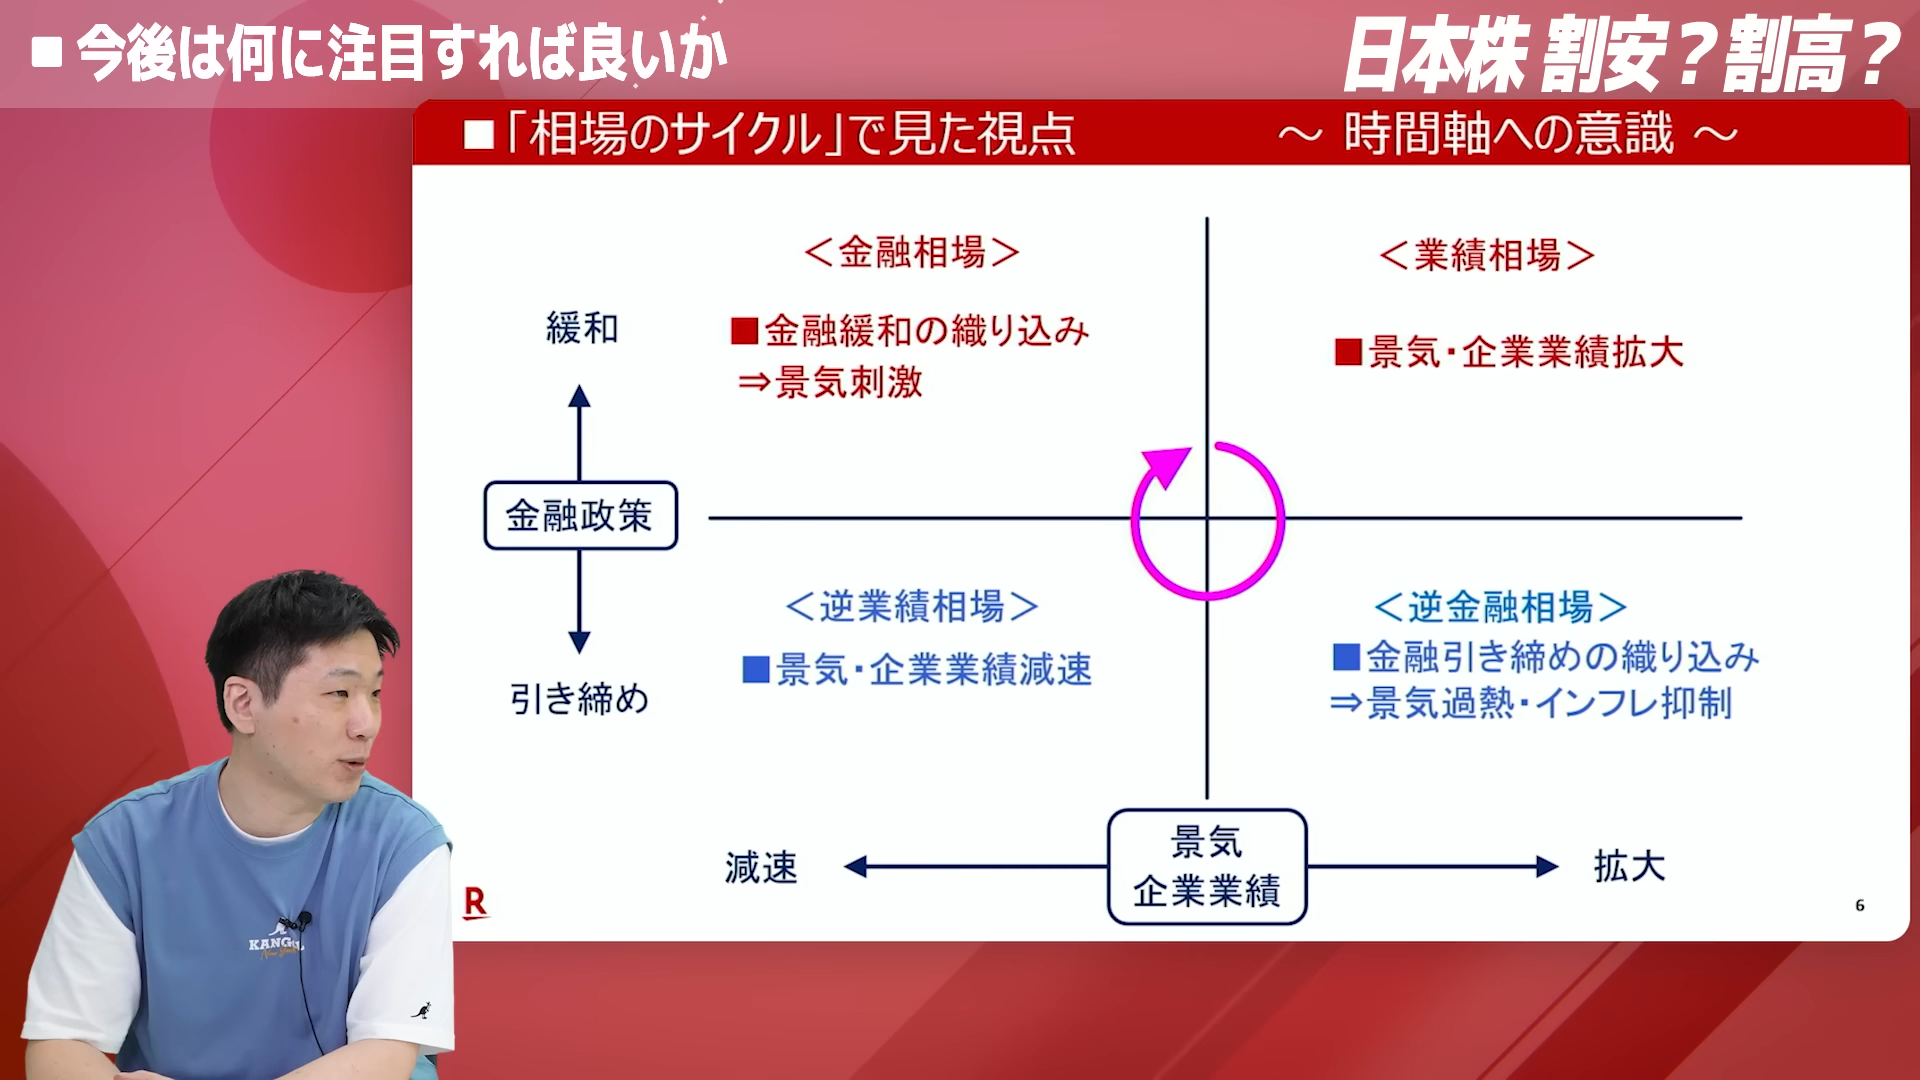 ■ 今後は何に注目すれば良いか
日本株 割安？割高？
■「相場のサイクル」で見た視点
～ 時間軸への意識 ～
＜金融相場＞
■金融緩和の織り込み
⇒景気刺激
＜業績相場＞
■景気・企業業績拡大
緩和
金融政策
引き締め
＜逆業績相場＞
■景気・企業業績減速
＜逆金融相場＞
■金融引き締めの織り込み
⇒景気過熱・インフレ抑制
減速
景気
企業業績
拡大
R
6
KANG
New York